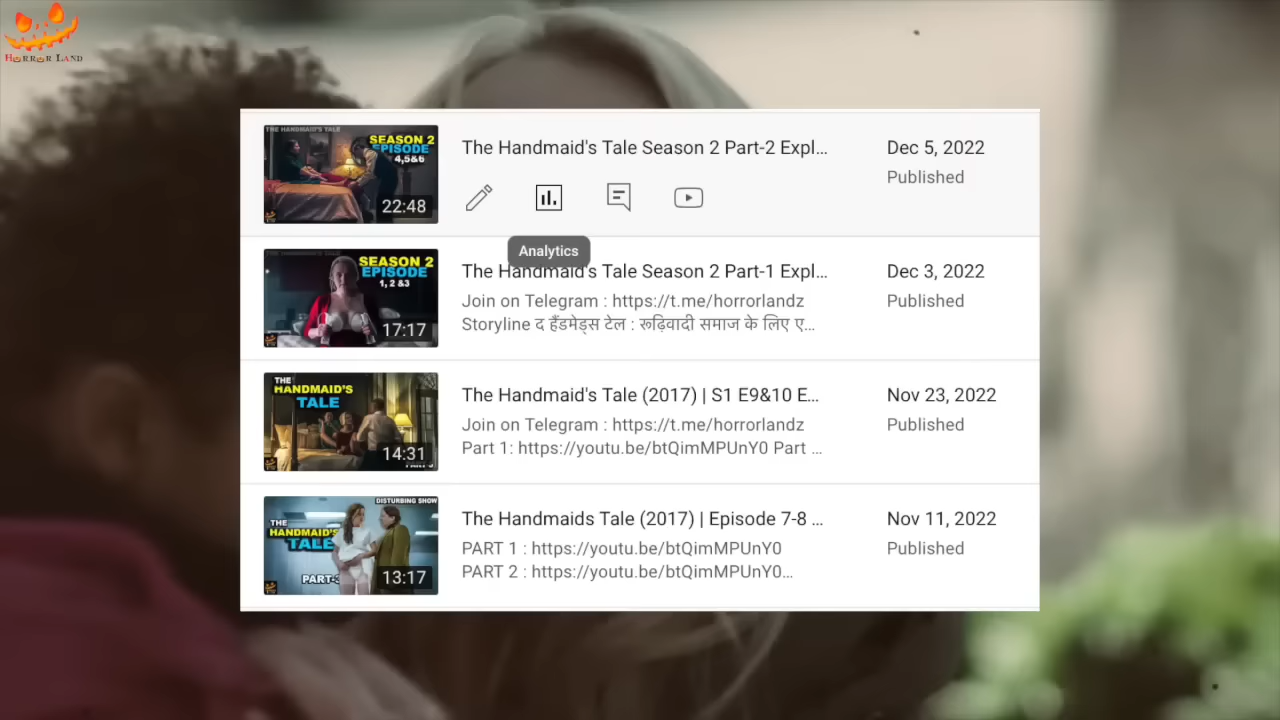 HORROR LAND
THE HANDMAID'S TALE
SEASON 2
EPISODE
4,5&6
22:48
The Handmaid's Tale Season 2 Part-2 Expl...
Dec 5, 2022
Published
Analytics
SEASON 2
EPISODE
1, 2 &3
17:17
The Handmaid's Tale Season 2 Part-1 Expl...
Join on Telegram : https://t.me/horrorlandz
Storyline द हैंडमेड्स टेल : रूढ़िवादी समाज के लिए ए...
Dec 3, 2022
Published
THE
HANDMAID'S
TALE
14:31
The Handmaid's Tale (2017) | S1 E9&10 E...
Join on Telegram : https://t.me/horrorlandz
Part 1: https://youtu.be/btQimMPUnY0 Part ...
Nov 23, 2022
Published
DISTURBING SHOW
THE
HANDMAID'S
TALE
PART-3
13:17
The Handmaids Tale (2017) | Episode 7-8 ...
PART 1 : https://youtu.be/btQimMPUnY0
PART 2 : https://youtu.be/btQimMPUnY0...
Nov 11, 2022
Published